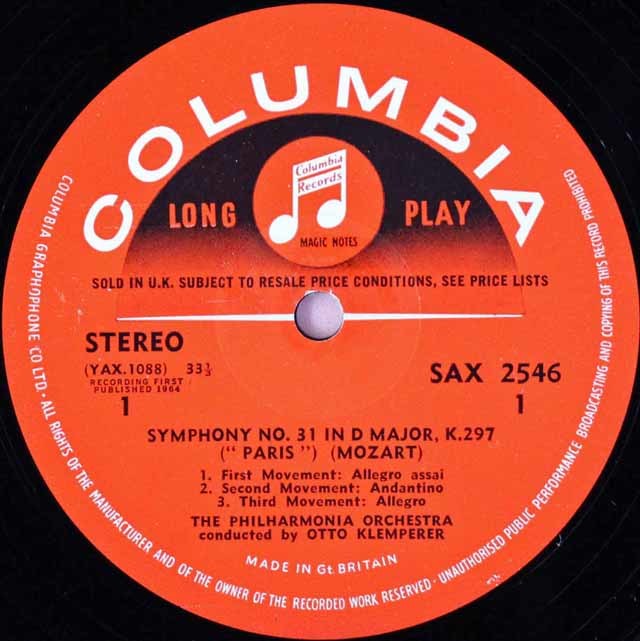 COLUMBIA
Columbia
Records
LONG PLAY
MAGIC NOTES
SOLD IN U.K. SUBJECT TO RESALE PRICE CONDITIONS, SEE PRICE LISTS
STEREO
(YAX.1088) 33⅓
RECORDING FIRST
PUBLISHED 1964
1
SAX 2546
1
SYMPHONY NO. 31 IN D MAJOR, K.297
(" PARIS ") (MOZART)
1. First Movement: Allegro assai
2. Second Movement: Andantino
3. Third Movement: Allegro
THE PHILHARMONIA ORCHESTRA
conducted by OTTO KLEMPERER
MADE IN Gt. BRITAIN
COLUMBIA GRAPHOPHONE CO LTD · ALL RIGHTS OF THE MANUFACTURER AND OF THE OWNER OF THE RECORDED WORK RESERVED · UNAUTHORISED PUBLIC PERFORMANCE BROADCASTING AND COPYING OF THIS RECORD PROHIBITED